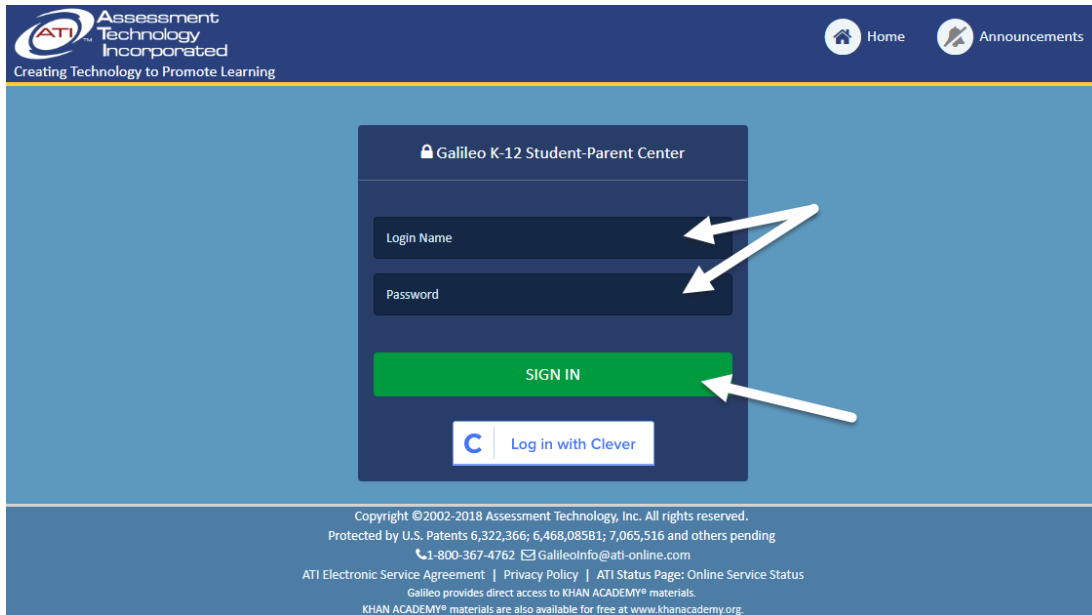 ATI™ Assessment
Technology
Incorporated
Creating Technology to Promote Learning
Home
Announcements
Galileo K-12 Student-Parent Center
Login Name
Password
SIGN IN
C Log in with Clever
Copyright ©2002-2018 Assessment Technology, Inc. All rights reserved.
Protected by U.S. Patents 6,322,366; 6,468,085B1; 7,065,516 and others pending
1-800-367-4762 GalileoInfo@ati-online.com
ATI Electronic Service Agreement | Privacy Policy | ATI Status Page: Online Service Status
Galileo provides direct access to KHAN ACADEMY® materials.
KHAN ACADEMY® materials are also available for free at www.khanacademy.org.